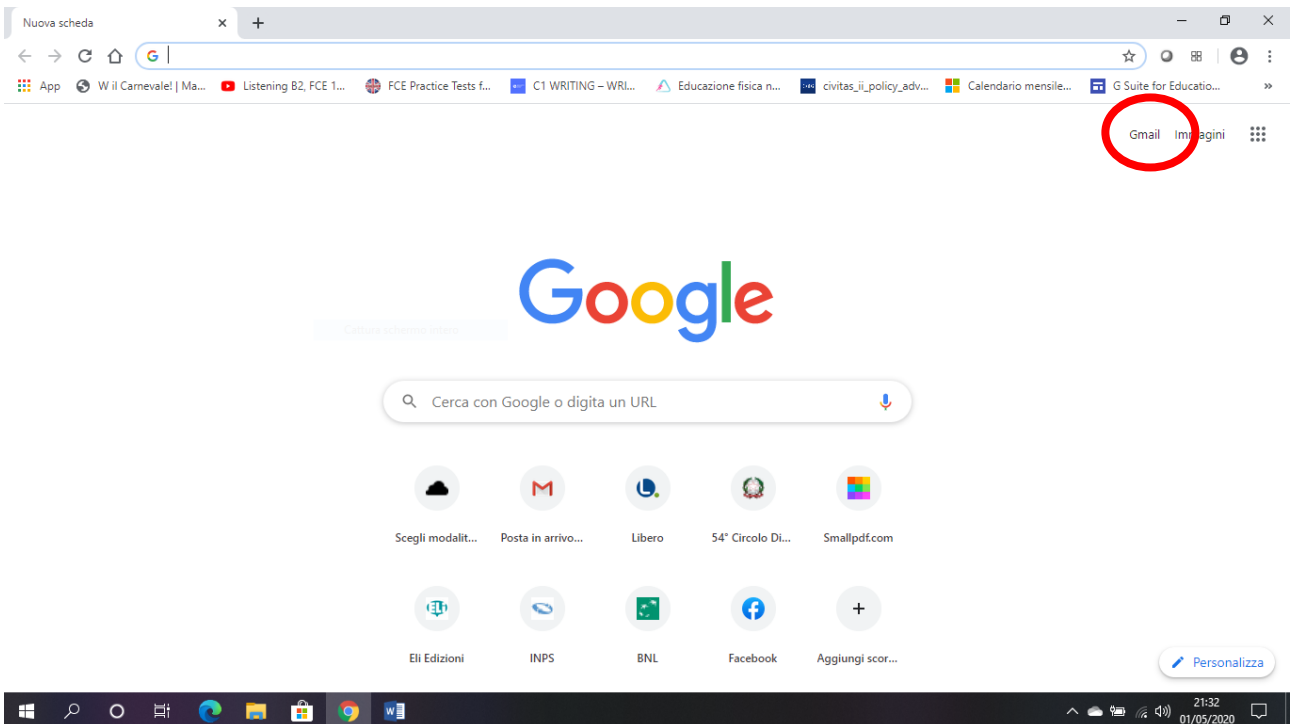 Nuova scheda
App W il Carnevale! | Ma... Listening B2, FCE 1... FCE Practice Tests f... C1 WRITING – WRI... Educazione fisica n... civitas_ii_policy_adv... Calendario mensile... G Suite for Educatio... »
Gmail Immagini
Google
Cattura schermo intero
Cerca con Google o digita un URL
Scegli modalit... Posta in arrivo... Libero 54° Circolo Di... Smallpdf.com
Eli Edizioni INPS BNL Facebook Aggiungi scor...
Personalizza
21:32
01/05/2020